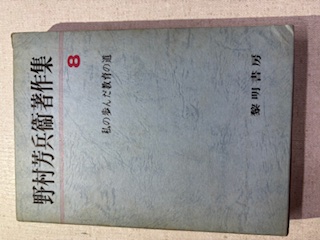 野村芳兵衛著作集
8
私の歩んだ教育の道
黎明書房